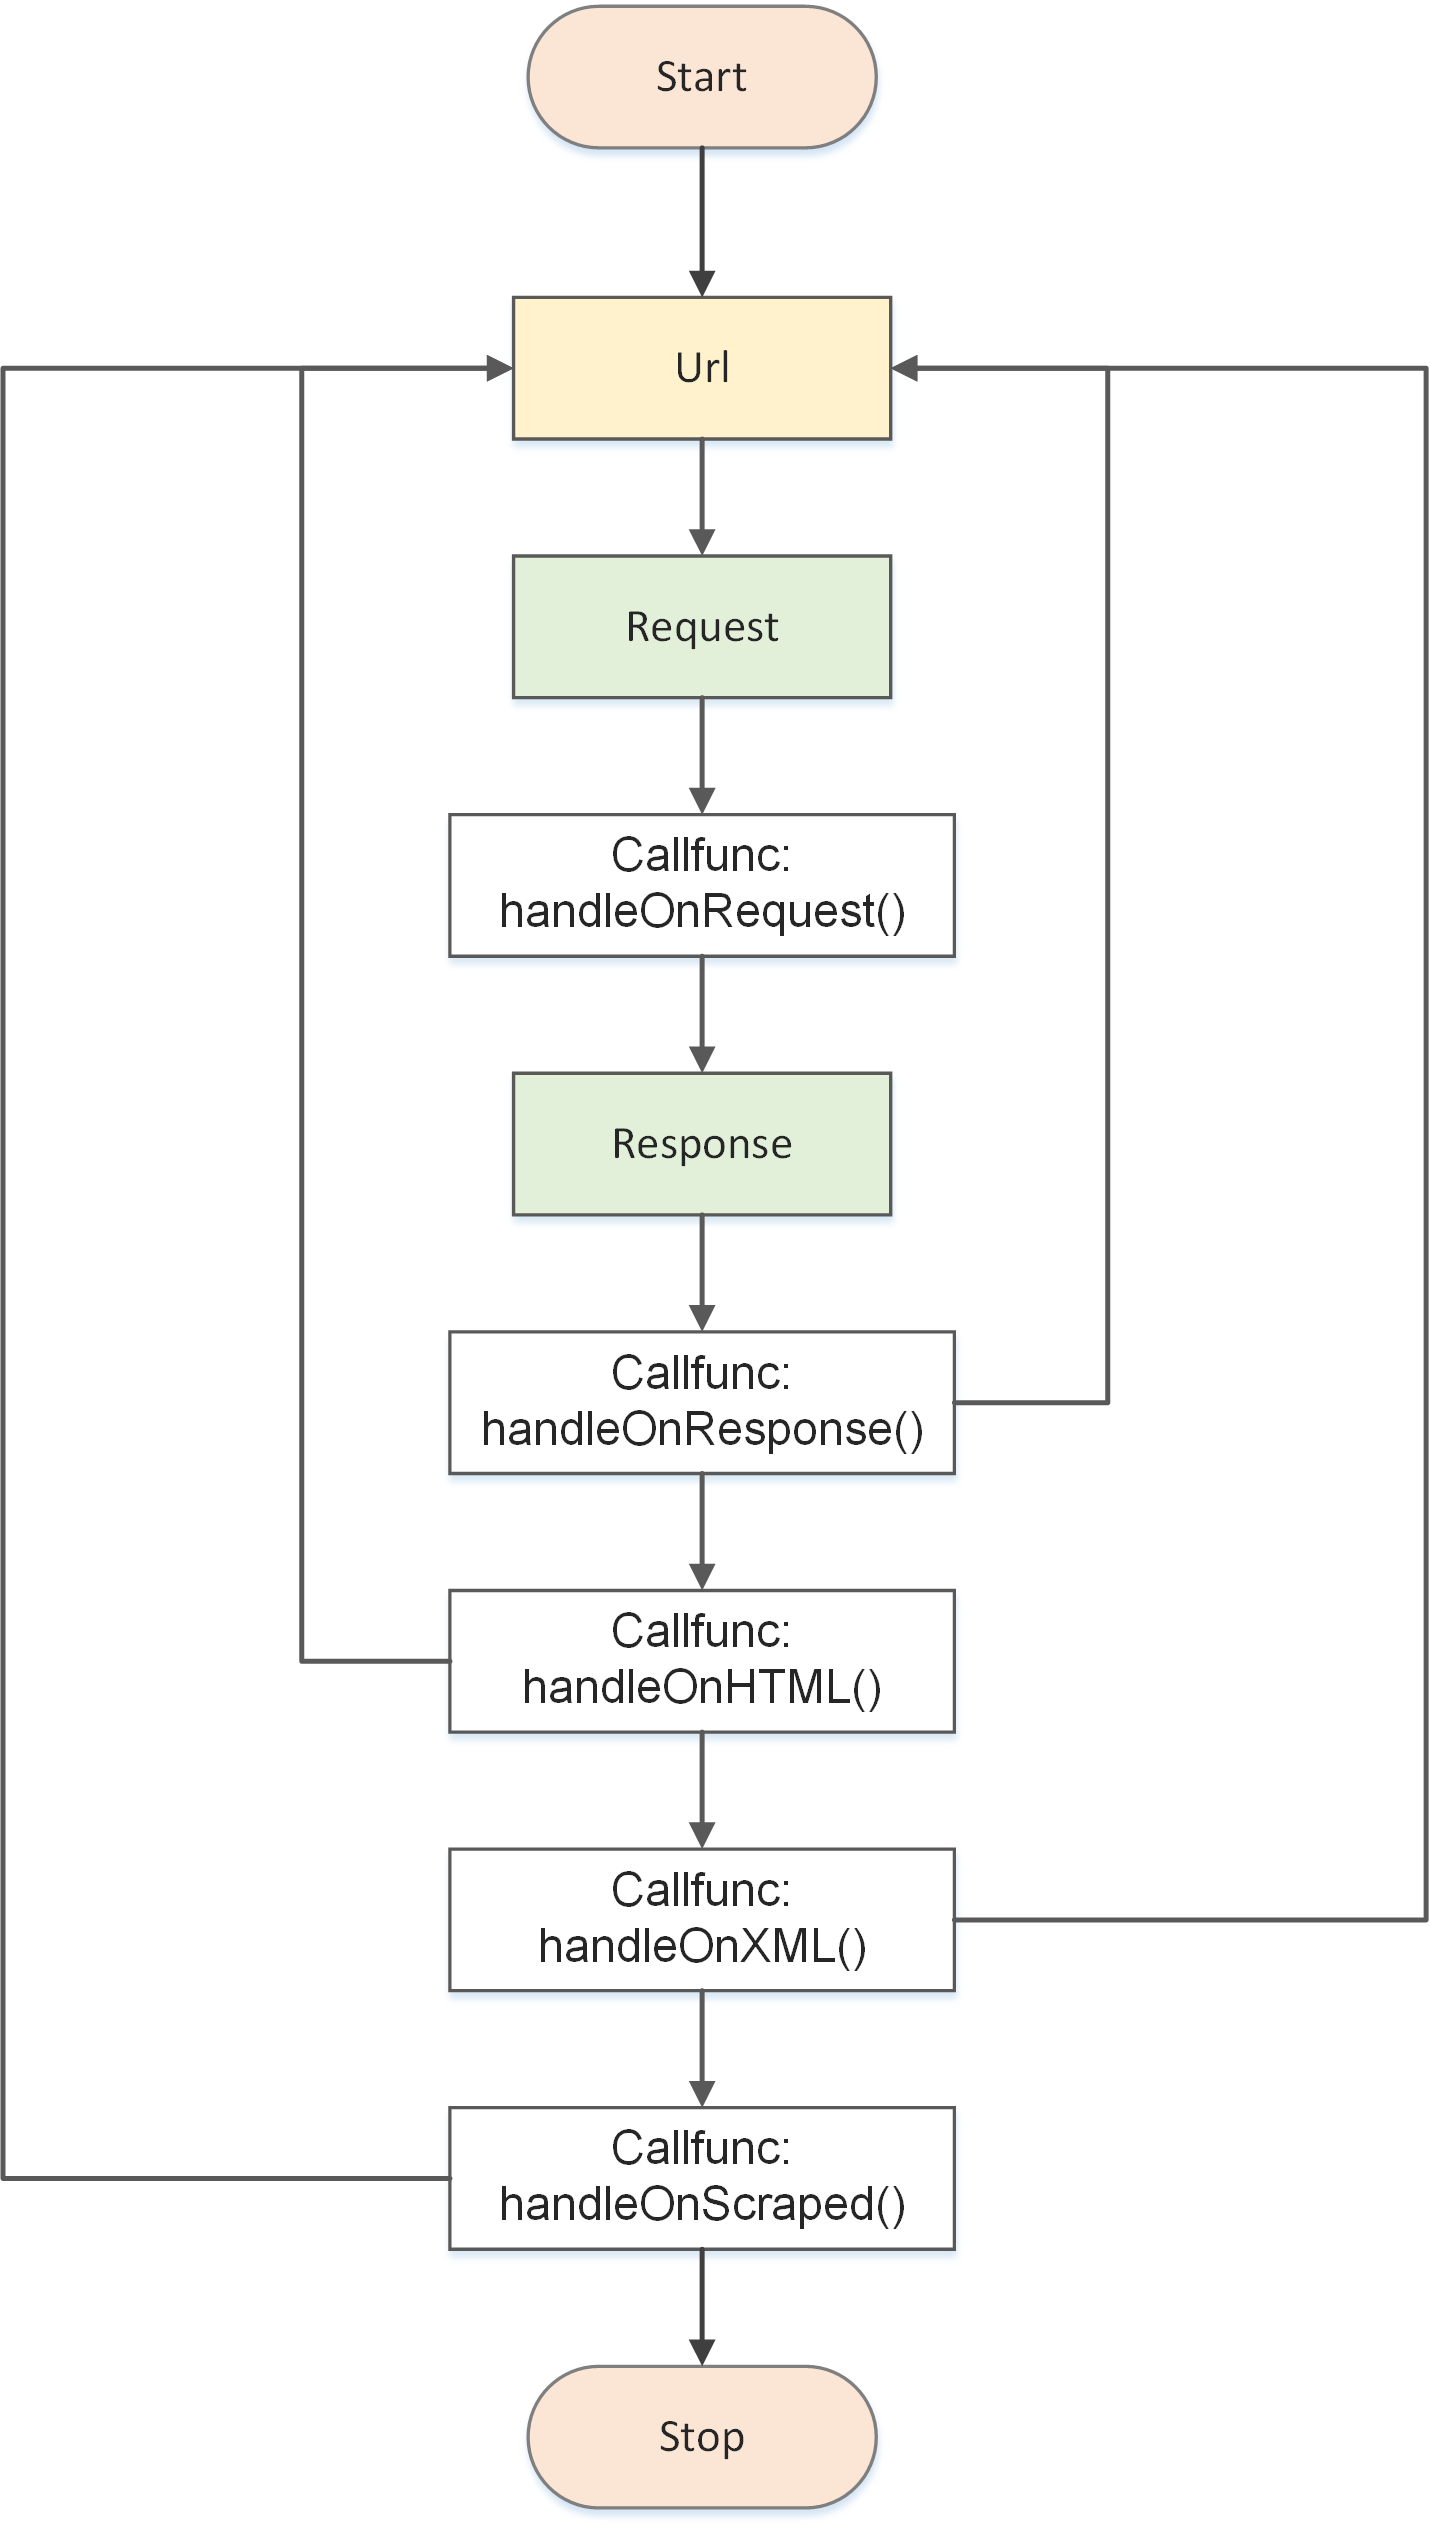 Start
Url
Request
Callfunc:
handleOnRequest()
Response
Callfunc:
handleOnResponse()
Callfunc:
handleOnHTML()
Callfunc:
handleOnXML()
Callfunc:
handleOnScraped()
Stop